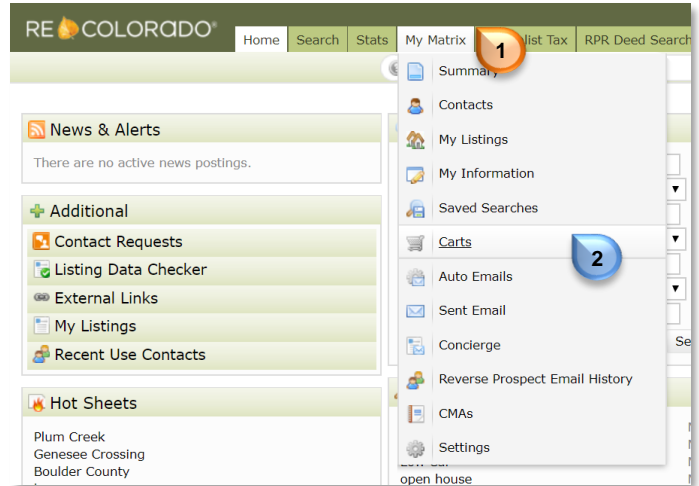 RE COLORADO®
Home Search Stats My Matrix list Tax RPR Deed Search
1
Summary
Contacts
My Listings
My Information
Saved Searches
Carts
2
Auto Emails
Sent Email
Concierge
Reverse Prospect Email History
CMAs
Settings
News & Alerts
There are no active news postings.
Additional
Contact Requests
Listing Data Checker
External Links
My Listings
Recent Use Contacts
Hot Sheets
Plum Creek
Genesee Crossing
Boulder County
Se
open house